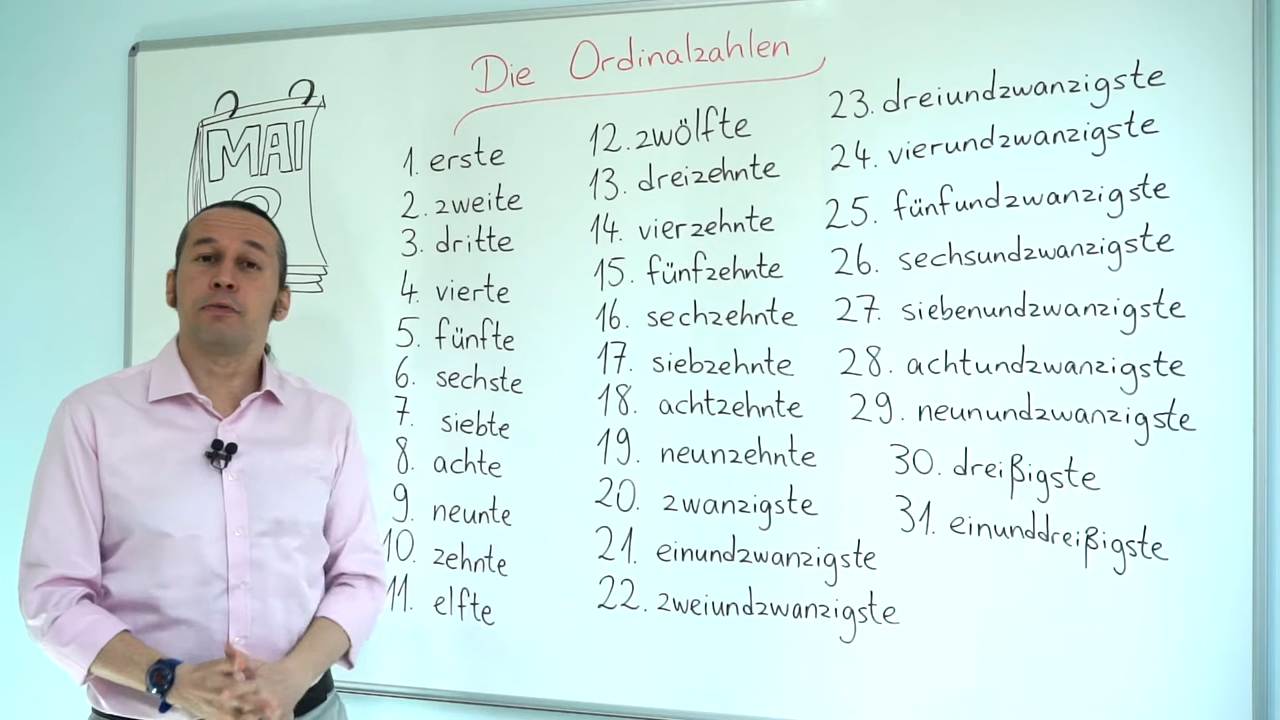 Die Ordinalzahlen
MAI
1. erste
2. zweite
3. dritte
4. vierte
5. fünfte
6. sechste
7. siebte
8. achte
9. neunte
10. zehnte
11. elfte
12. zwölfte
13. dreizehnte
14. vierzehnte
15. fünfzehnte
16. sechzehnte
17. siebzehnte
18. achtzehnte
19. neunzehnte
20. zwanzigste
21. einundzwanzigste
22. zweiundzwanzigste
23. dreiundzwanzigste
24. vierundzwanzigste
25. fünfundzwanzigste
26. sechsundzwanzigste
27. siebenundzwanzigste
28. achtundzwanzigste
29. neunundzwanzigste
30. dreißigste
31. einunddreißigste